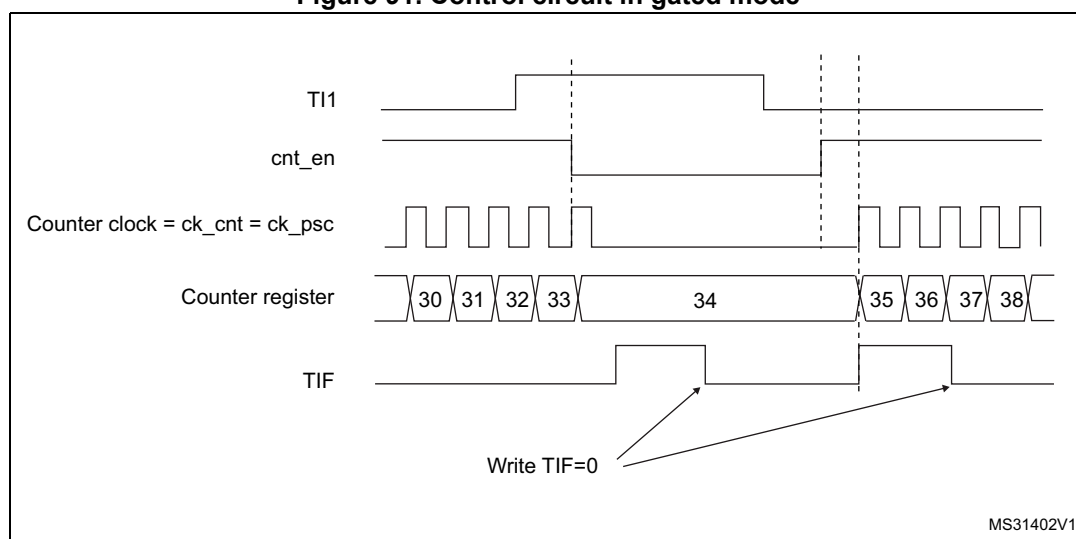 Figure 91. Control circuit in gated mode
TI1
cnt_en
Counter clock = ck_cnt = ck_psc
Counter register
30 31 32 33 34 35 36 37 38
TIF
Write TIF=0
MS31402V1